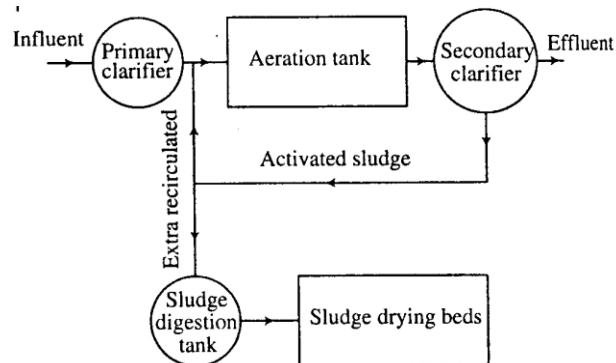 Influent
Primary
clarifier
Aeration tank
Secondary
clarifier
Effluent
Activated sludge
Extra recirculated
Sludge
digestion
tank
Sludge drying beds